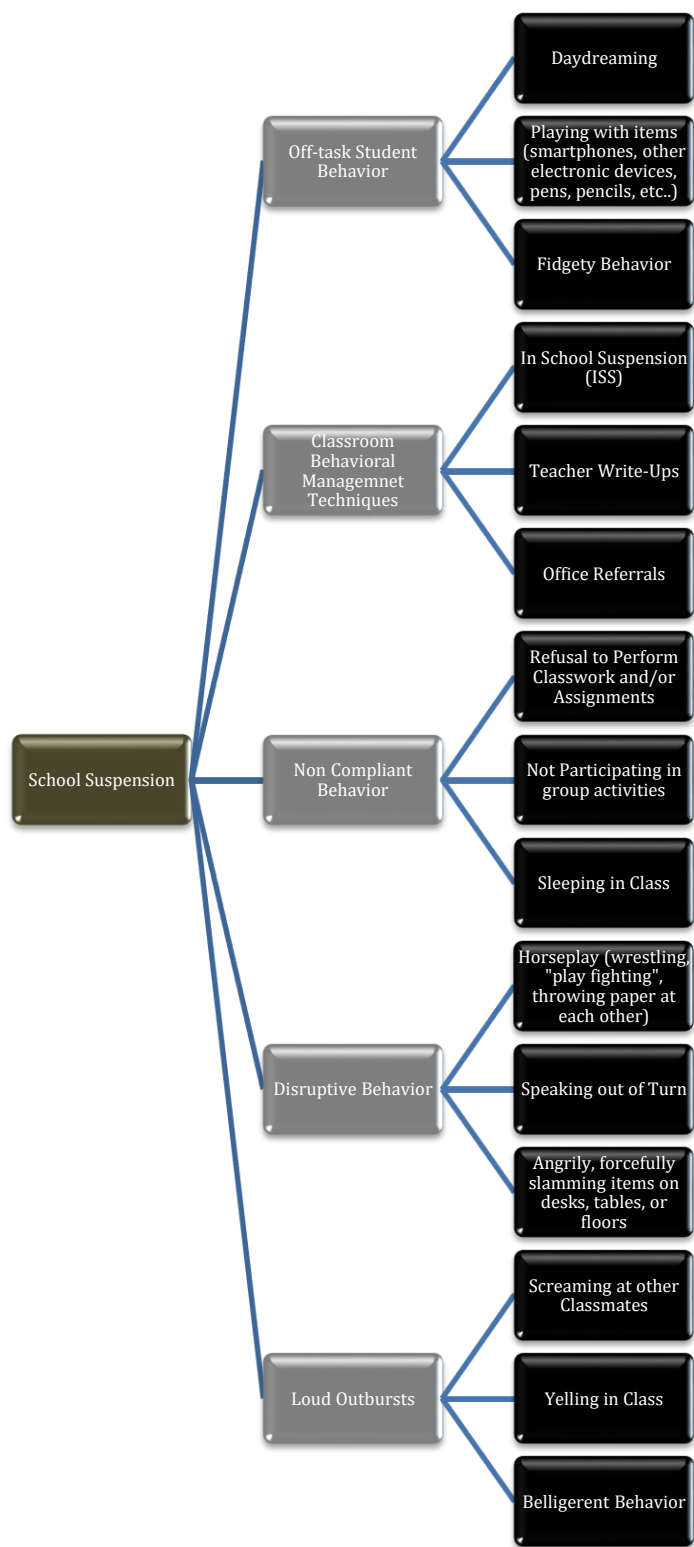 School Suspension
Off-task Student
Behavior
Daydreaming
Playing with items
(smartphones, other
electronic devices,
pens, pencils, etc..)
Fidgety Behavior
Classroom
Behavioral
Managemnet
Techniques
In School Suspension
(ISS)
Teacher Write-Ups
Office Referrals
Non Compliant
Behavior
Refusal to Perform
Classwork and/or
Assignments
Not Participating in
group activities
Sleeping in Class
Disruptive Behavior
Horseplay (wrestling,
"play fighting",
throwing paper at
each other)
Speaking out of Turn
Angrily, forcefully
slamming items on
desks, tables, or
floors
Loud Outbursts
Screaming at other
Classmates
Yelling in Class
Belligerent Behavior